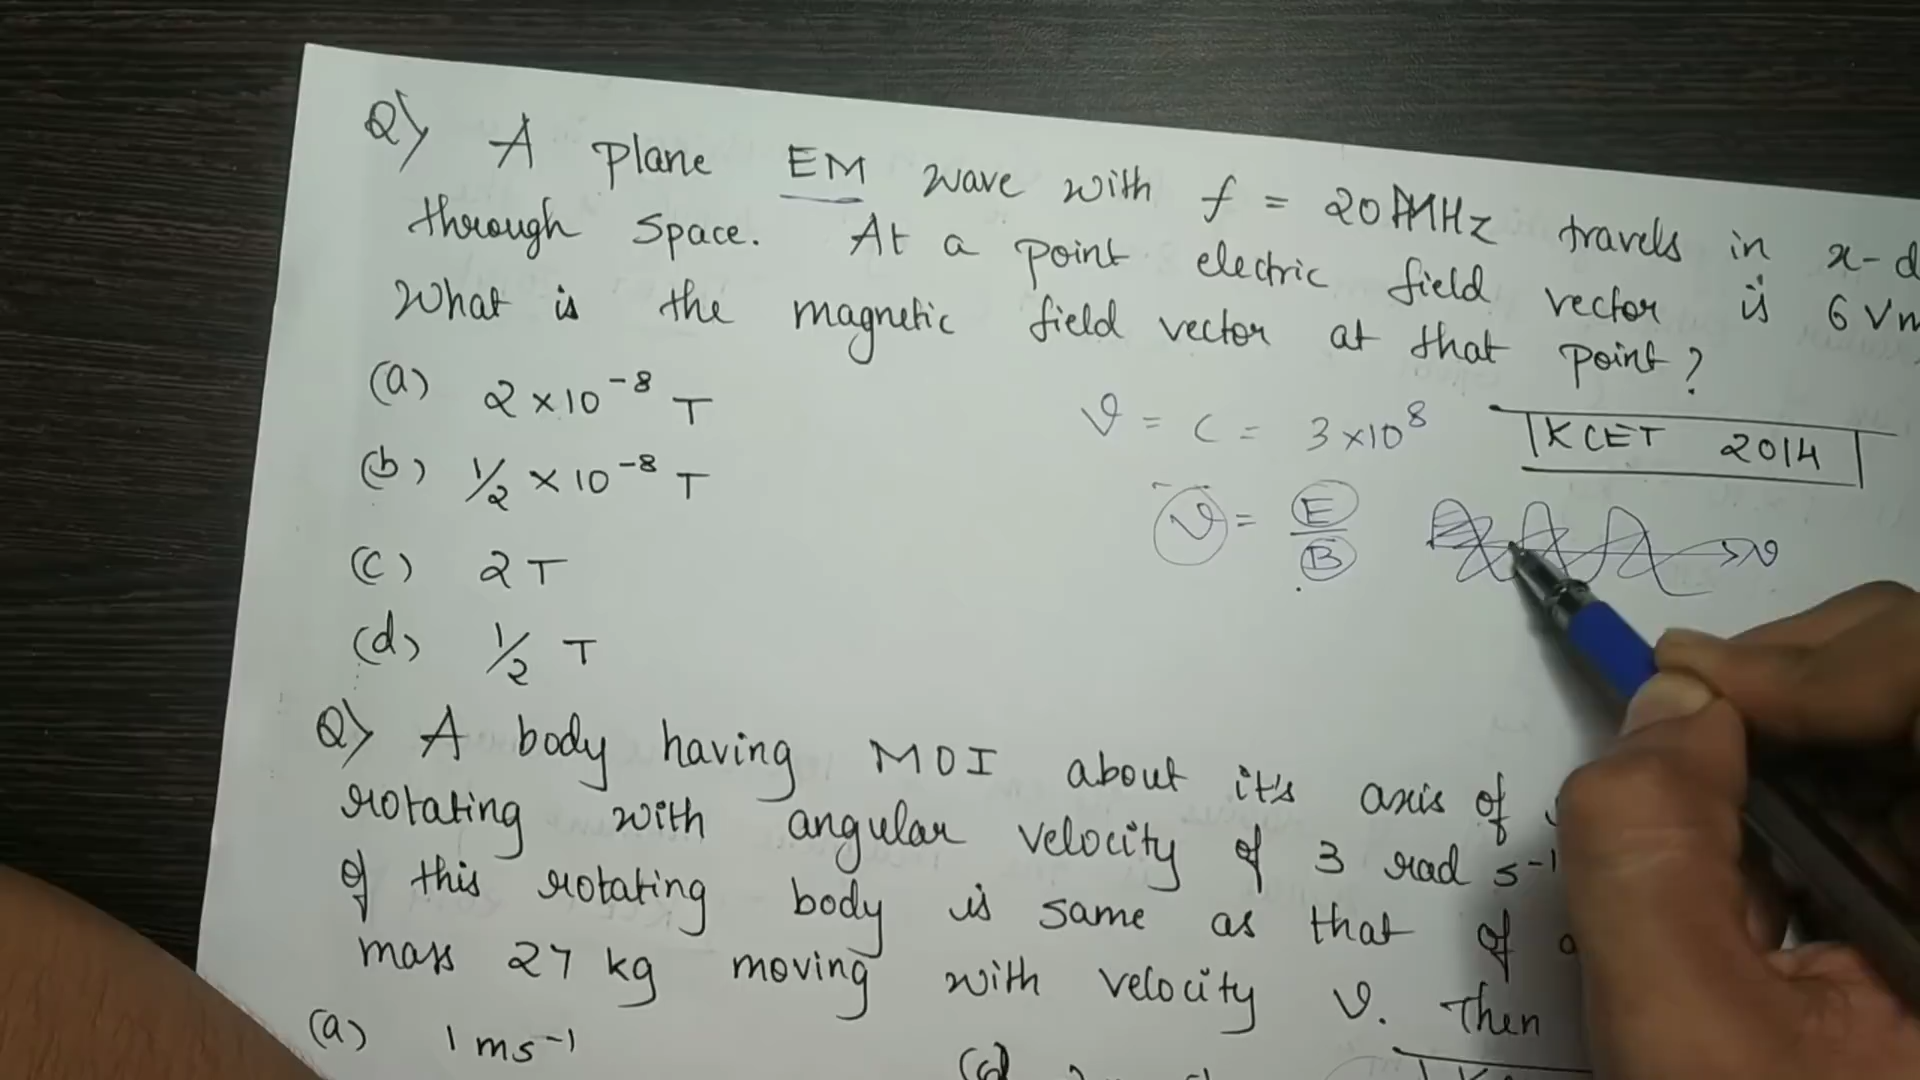 Q) A plane EM wave with f = 20 MHz travels in x-d
through space. At a point electric field vector is 6 Vm
What is the magnetic field vector at that point?
(a) 2 × 10⁻⁸ T
(b) 1/2 × 10⁻⁸ T
(c) 2 T
(d) 1/2 T
v = c = 3×10⁸
KCET 2014
v = E/B
v
Q) A body having MOI about it's axis of
rotating with angular velocity of 3 rad s⁻¹
of this rotating body is same as that of a
mass 27 kg moving with velocity v. Then
(a) 1 ms⁻¹